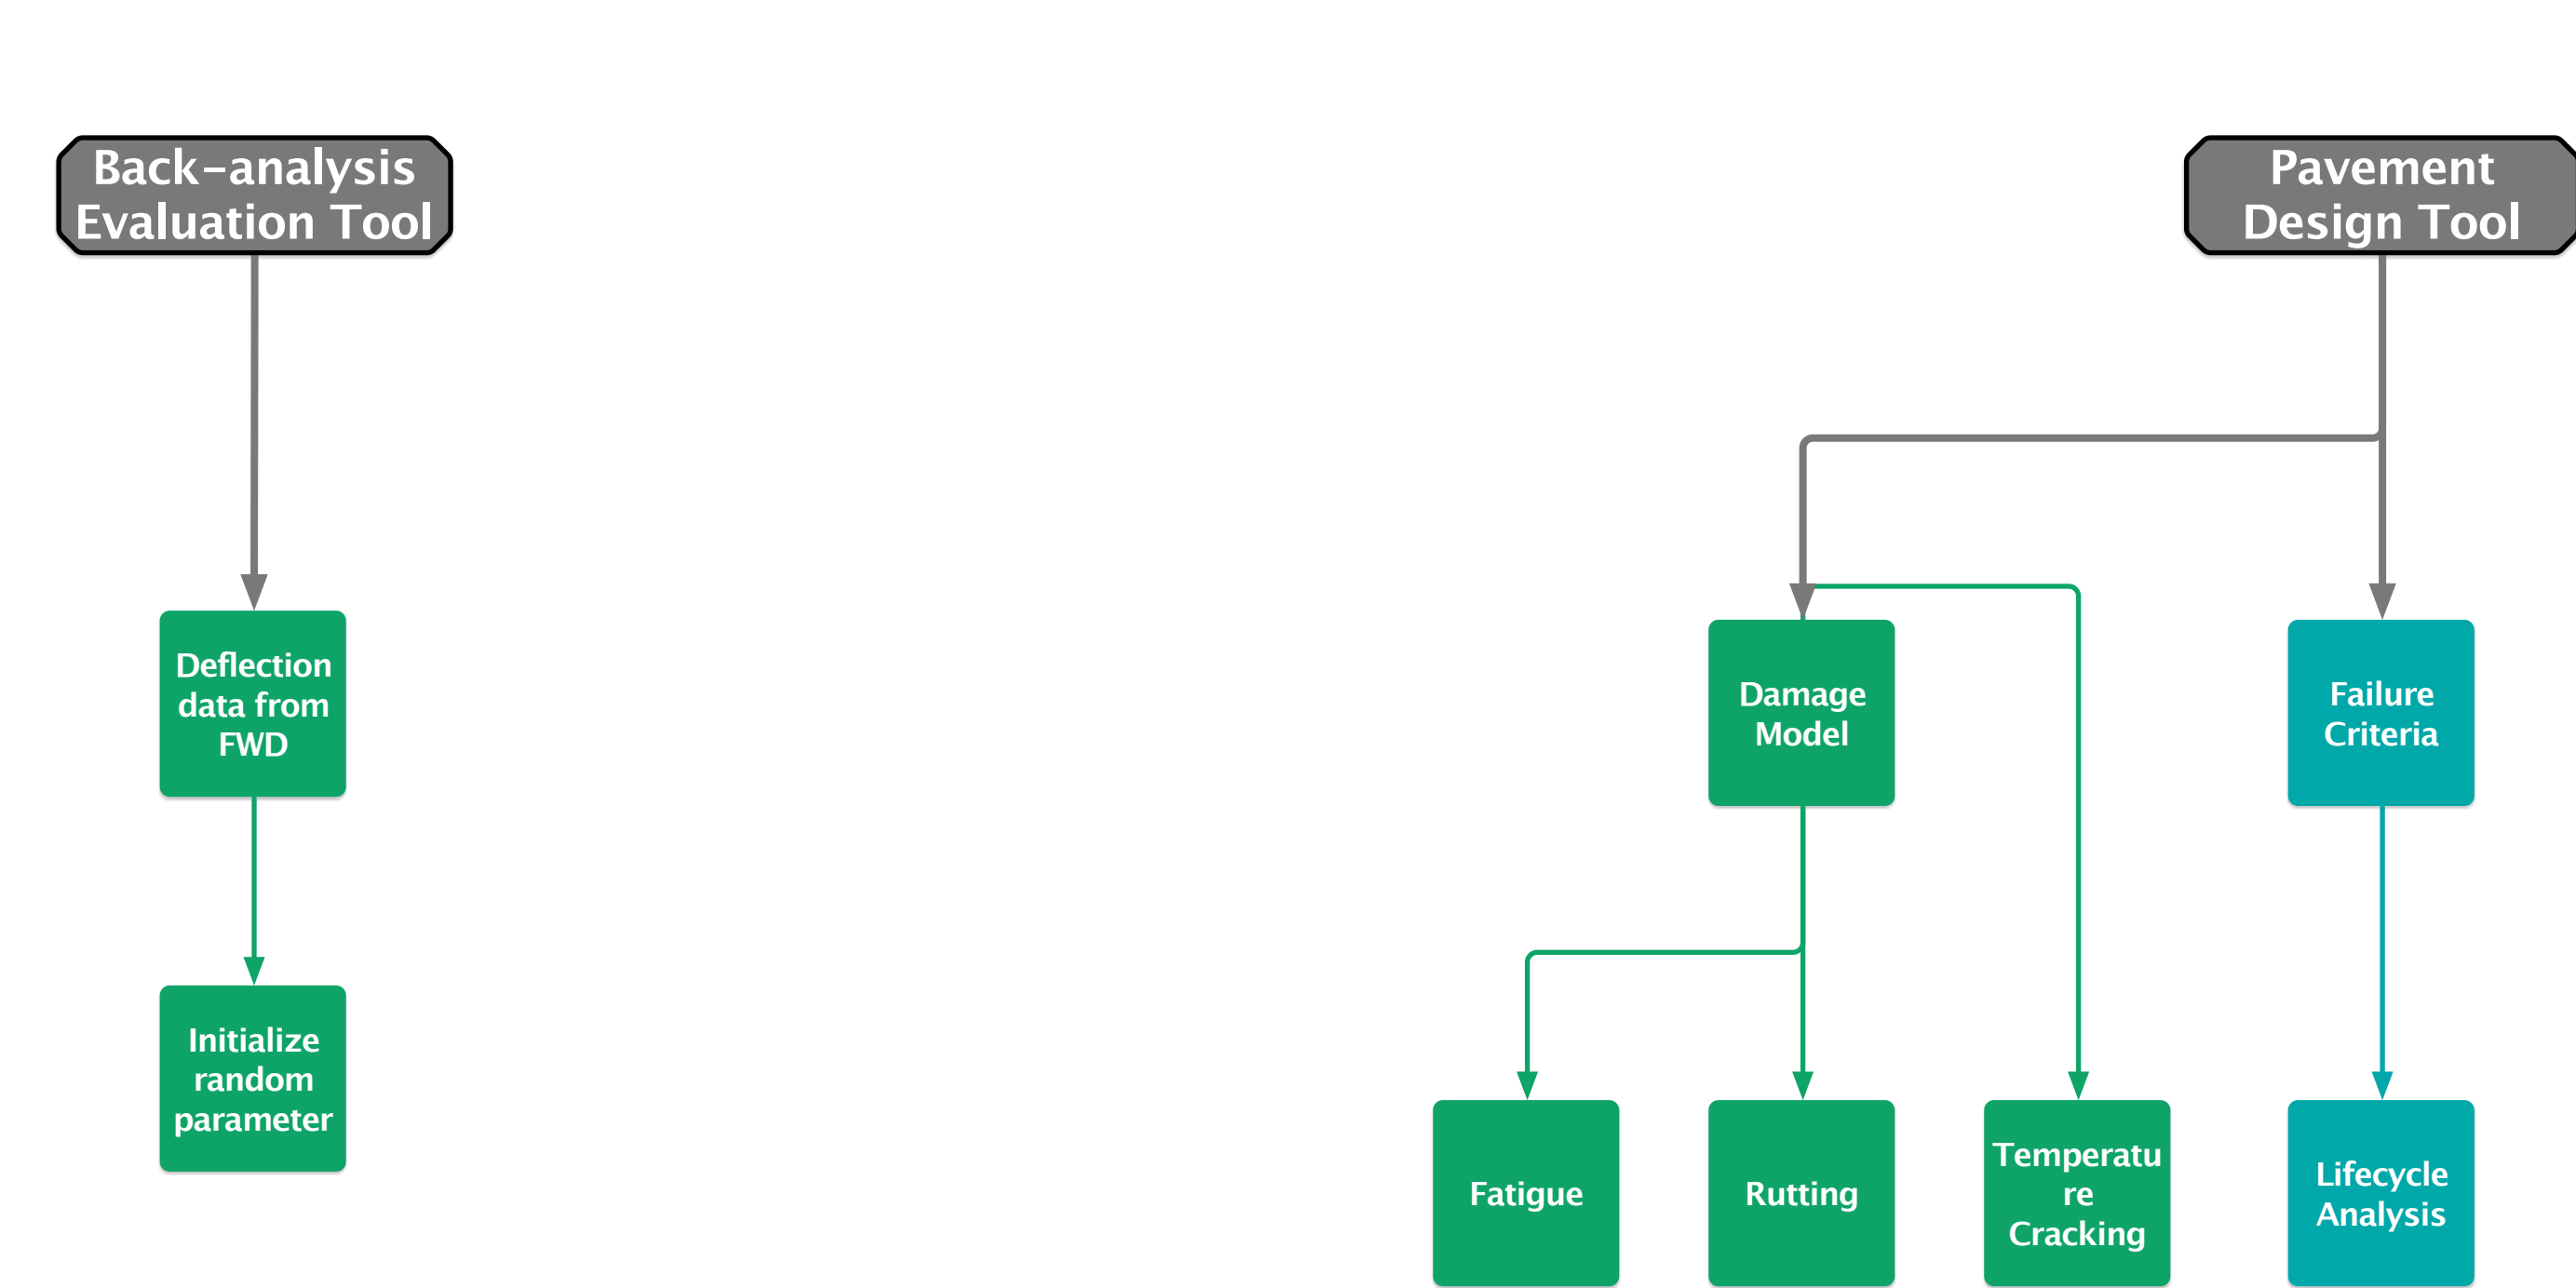 Back-analysis
Evaluation Tool
Pavement
Design Tool
Deflection
data from
FWD
Damage
Model
Failure
Criteria
Initialize
random
parameter
Fatigue
Rutting
Temperatu
re
Cracking
Lifecycle
Analysis